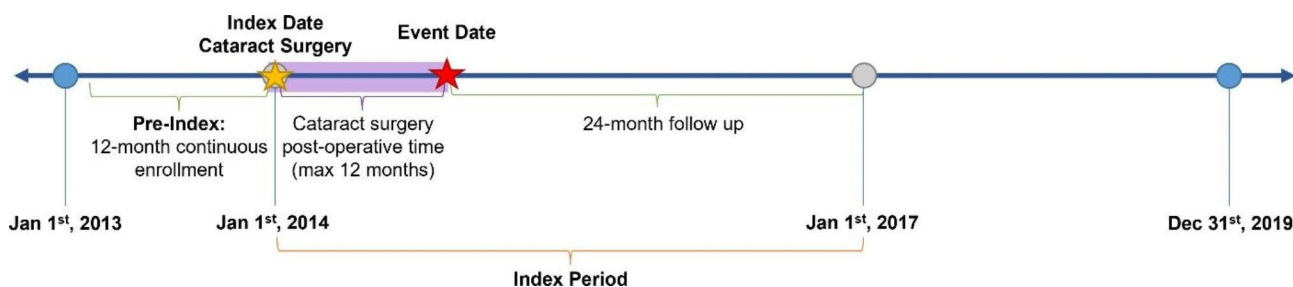 Index Date
Cataract Surgery
Event Date
Pre-Index:
12-month continuous
enrollment
Cataract surgery
post-operative time
(max 12 months)
24-month follow up
Jan 1st, 2013
Jan 1st, 2014
Jan 1st, 2017
Dec 31st, 2019
Index Period